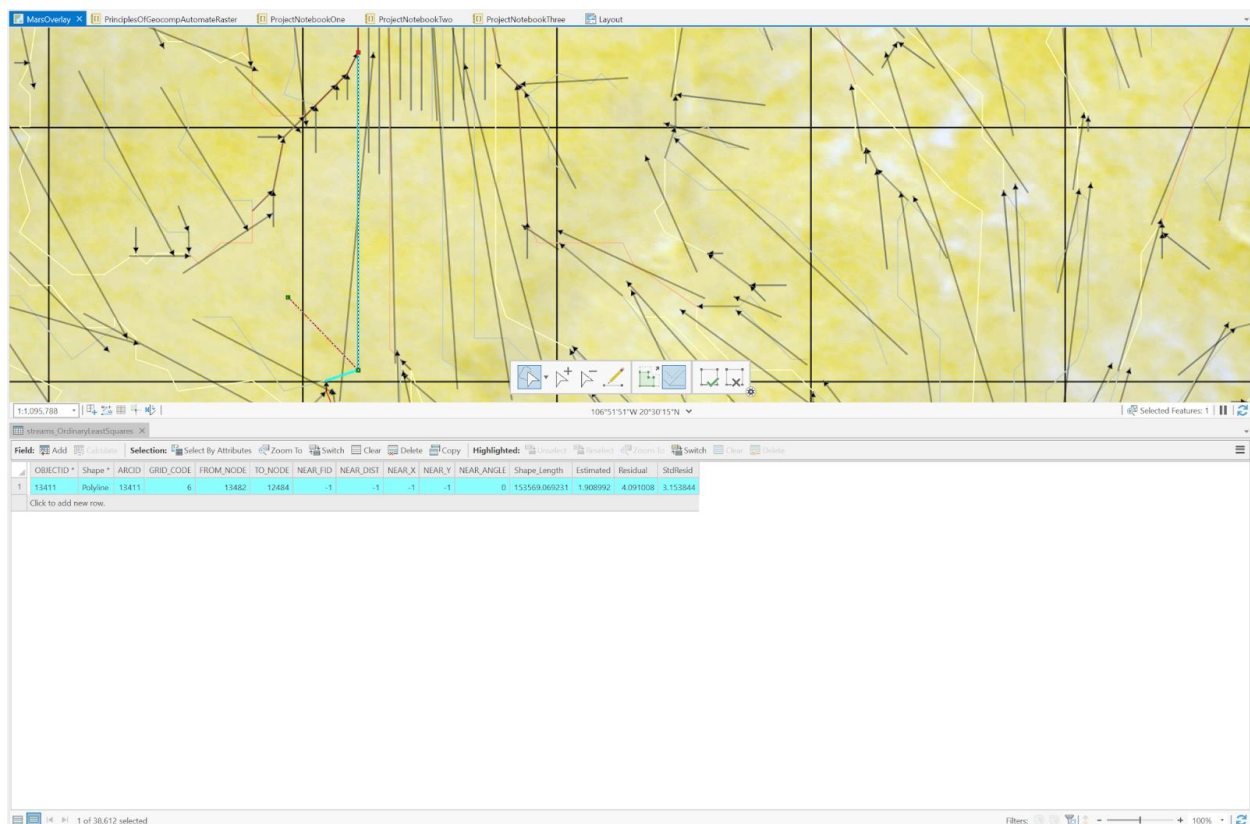 MarsOverlay PrinciplesOfGeocompAutomateRaster ProjectNotebookOne ProjectNotebookTwo ProjectNotebookThree Layout
1:1,095,788 106°51'51"W 20°30'15"N Selected Features: 1
streams_OrdinaryLeastSquares
Field: Add Calculate Selection: Select By Attributes Zoom To Switch Clear Delete Copy Highlighted: Unselect Reselect Zoom To Switch Clear Delete
OBJECTID * Shape * ARCID GRID_CODE FROM_NODE TO_NODE NEAR_FID NEAR_DIST NEAR_X NEAR_Y NEAR_ANGLE Shape_Length Estimated Residual StdResid
1 13411 Polyline 13411 6 13482 12484 -1 -1 -1 -1 0 153569.069231 1.908992 4.091008 3.153844
Click to add new row.
1 of 38,612 selected Filters: - + 100%